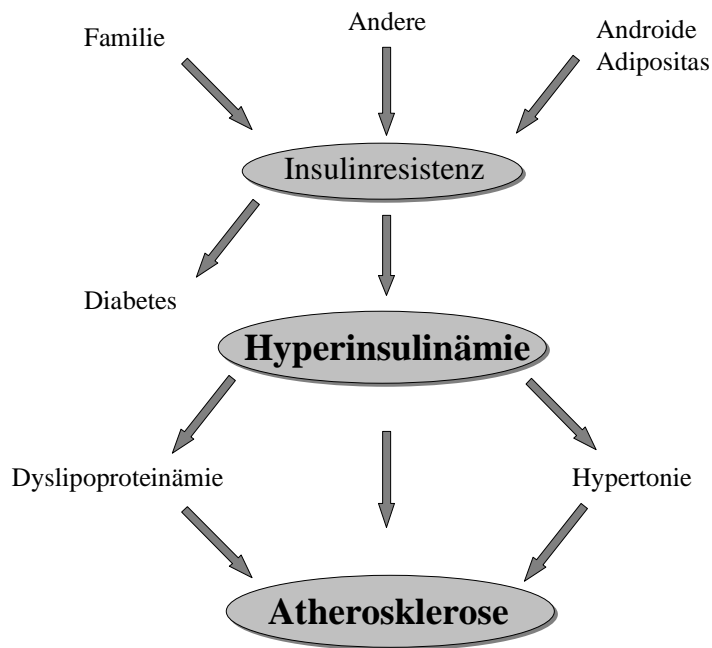 Familie
Andere
Androide
Adipositas
Insulinresistenz
Diabetes
Hyperinsulinämie
Dyslipoproteinämie
Hypertonie
Atherosklerose